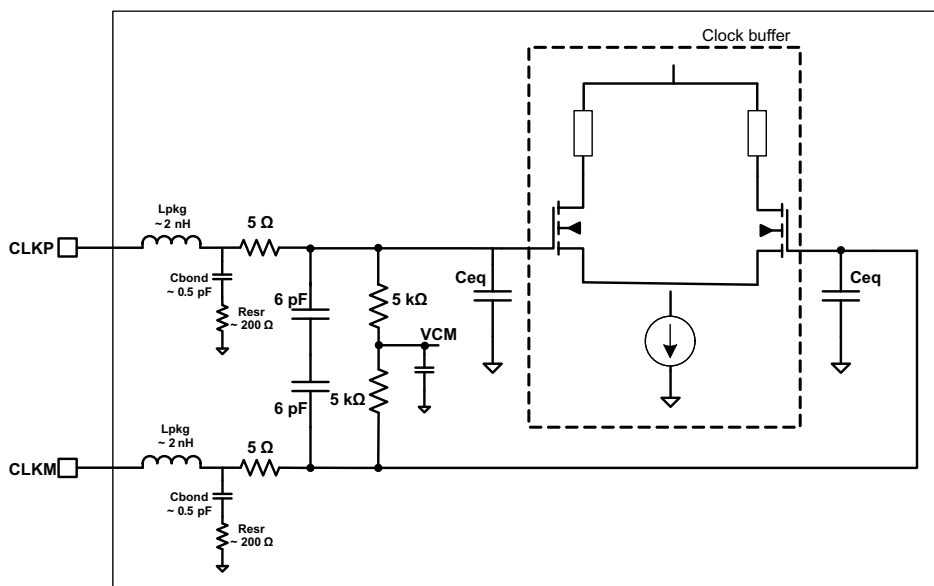 Clock buffer
Lpkg
~ 2 nH
5 Ω
CLKP
Cbond
~ 0.5 pF
Resr
~ 200 Ω
6 pF
5 kΩ
Ceq
Ceq
VCM
6 pF
5 kΩ
Lpkg
~ 2 nH
5 Ω
CLKM
Cbond
~ 0.5 pF
Resr
~ 200 Ω